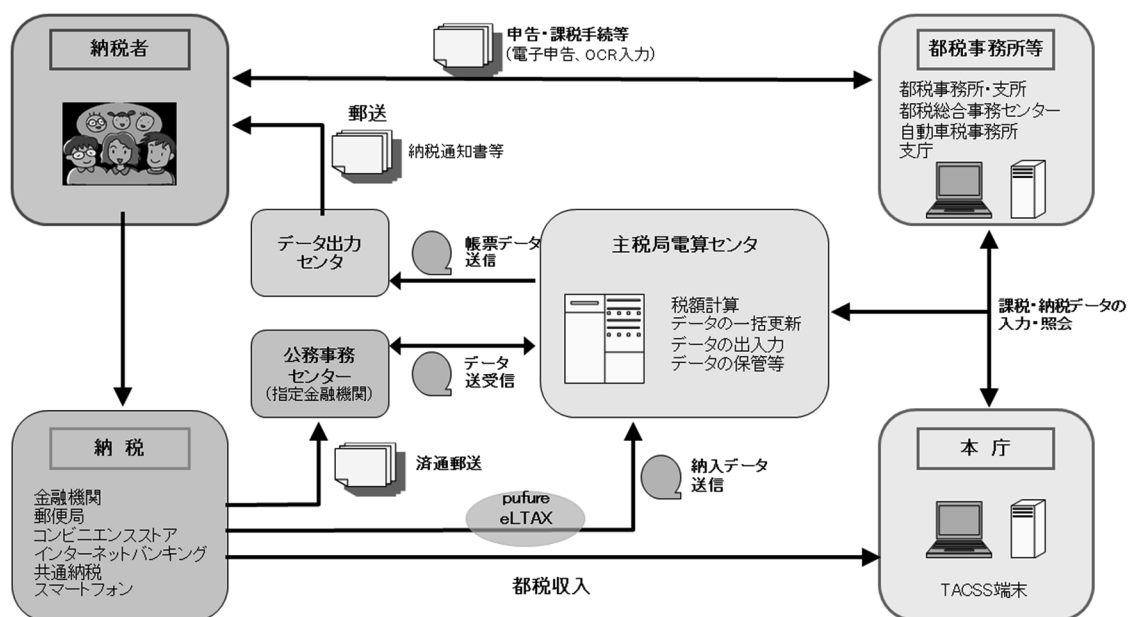 納税者
申告・課税手続等
(電子申告、OCR入力)
都税事務所等
都税事務所・支所
都税総合事務センター
自動車税事務所
支庁
郵送
納税通知書等
データ出力
センタ
帳票データ
送信
主税局電算センタ
税額計算
データの一括更新
データの出入力
データの保管等
課税・納税データの
入力・照会
公務事務
センター
(指定金融機関)
データ
送受信
納 税
金融機関
郵便局
コンビニエンスストア
インターネットバンキング
共通納税
スマートフォン
済通郵送
pufure
eLTAX
納入データ
送信
都税収入
本 庁
TACSS端末